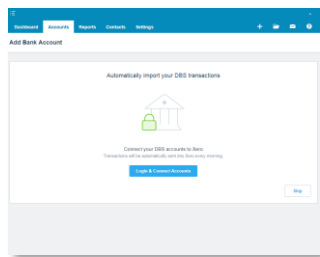 Dashboard Accounts Reports Contacts Settings
Add Bank Account
Automatically import your DBS transactions
Connect your DBS accounts to Xero
Transactions will be automatically sent into Xero every morning
Login & Connect Accounts
Skip